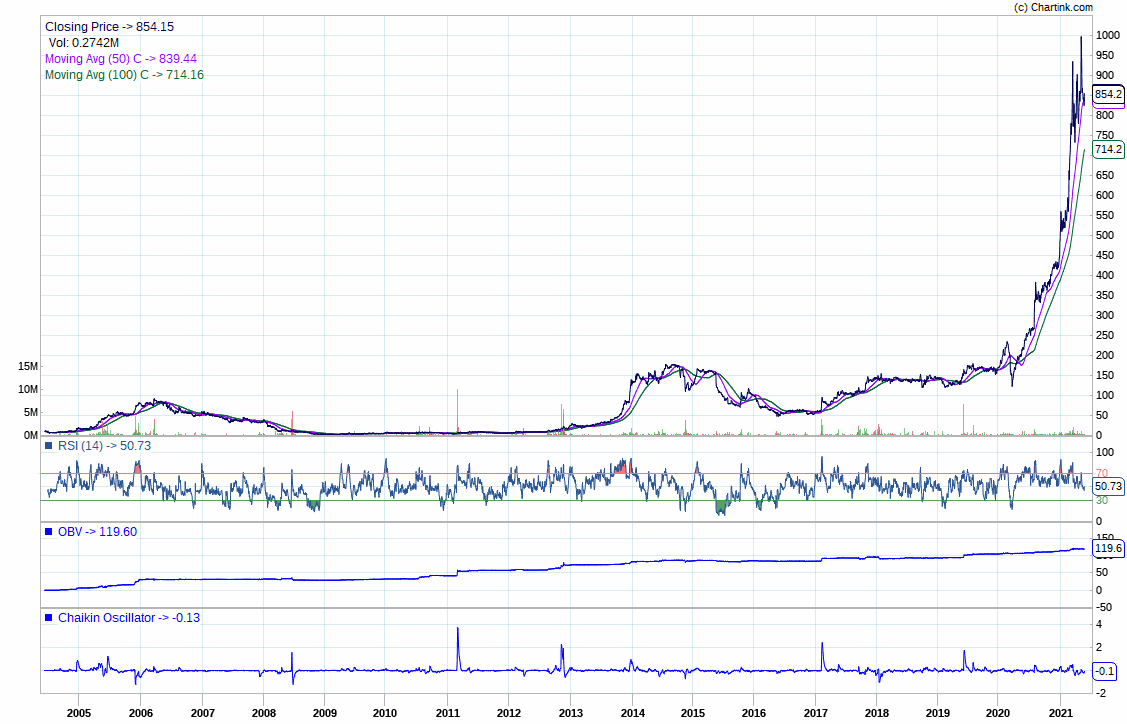 (c) Chartink.com
Closing Price -> 854.15
Vol: 0.2742M
Moving Avg (50) C -> 839.44
Moving Avg (100) C -> 714.16
1000
950
900
854.2
800
750
714.2
650
600
550
500
450
400
350
300
250
200
150
100
50
0
15M
10M
5M
0M
RSI (14) -> 50.73
100
70
50.73
30
0
OBV -> 119.60
150
119.6
50
0
-50
Chaikin Oscillator -> -0.13
4
2
-0.1
-2
2005 2006 2007 2008 2009 2010 2011 2012 2013 2014 2015 2016 2017 2018 2019 2020 2021